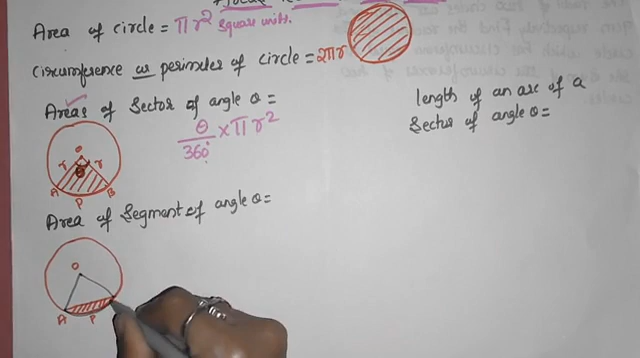 Area of circle = πr² square units.
Circumference or perimeter of circle = 2πr
Areas of Sector of angle θ =
θ/360° × πr²
length of an arc of a
Sector of angle θ =
θ
r r
θ
A P B
Area of Segment of angle θ =
O
A P